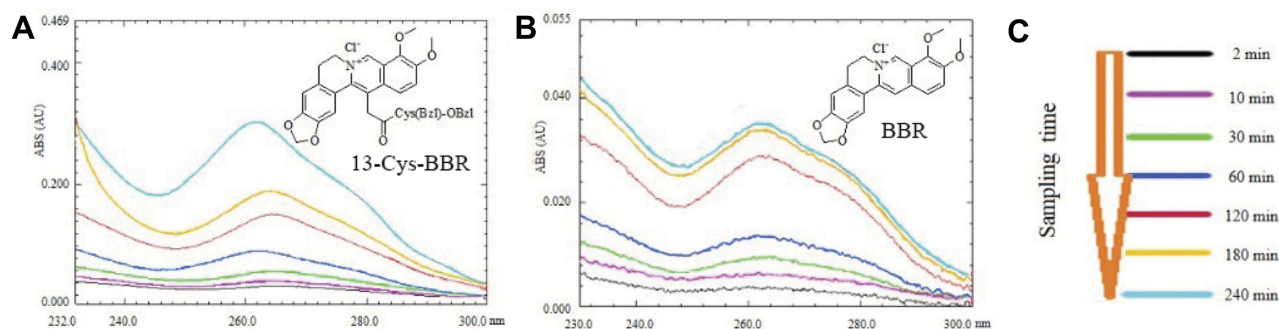 A
0.469
0.400
0.200
0.000
ABS (AU)
232.0 240.0 260.0 280.0 300.0 nm
Cl⁻
N⁺
O
O
O
O
O
Cys(Bzl)-OBzl
13-Cys-BBR
B
0.055
0.040
0.020
0.000
ABS (AU)
230.0 240.0 260.0 280.0 300.0 nm
Cl⁻
N⁺
O
O
O
O
BBR
C
Sampling time
2 min
10 min
30 min
60 min
120 min
180 min
240 min